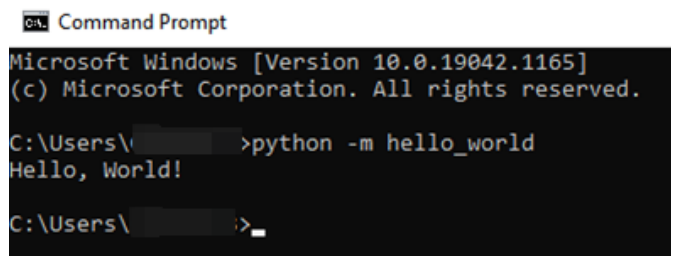 Command Prompt
Microsoft Windows [Version 10.0.19042.1165]
(c) Microsoft Corporation. All rights reserved.
C:\Users\ >python -m hello_world
Hello, World!
C:\Users\ >